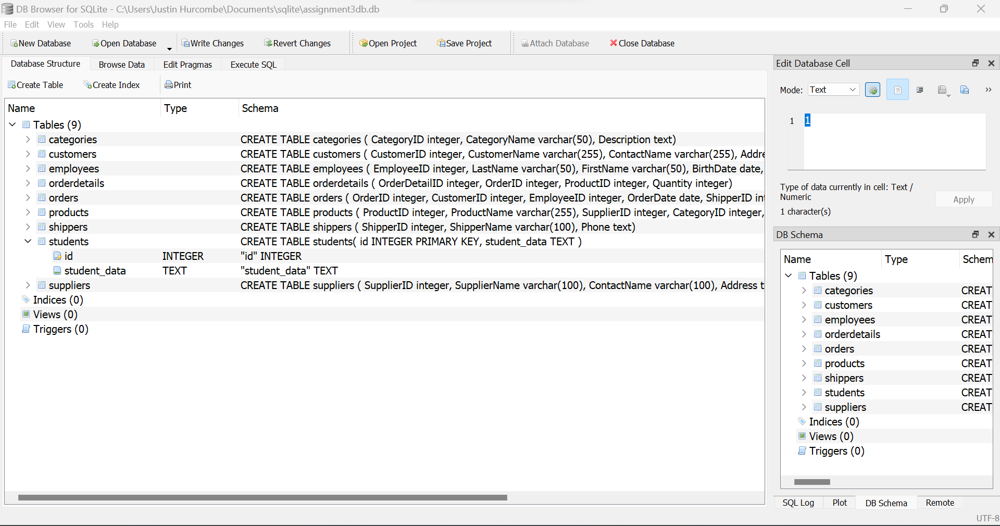 DB Browser for SQLite - C:\Users\Justin Hurcombe\Documents\sqlite\assignment3db.db
File Edit View Tools Help
New Database Open Database Write Changes Revert Changes Open Project Save Project Attach Database Close Database
Database Structure Browse Data Edit Pragmas Execute SQL
Create Table Create Index Print
Name Type Schema
Tables (9)
categories CREATE TABLE categories ( CategoryID integer, CategoryName varchar(50), Description text)
customers CREATE TABLE customers ( CustomerID integer, CustomerName varchar(255), ContactName varchar(255), Addre
employees CREATE TABLE employees ( EmployeeID integer, LastName varchar(50), FirstName varchar(50), BirthDate date,
orderdetails CREATE TABLE orderdetails ( OrderDetailID integer, OrderID integer, ProductID integer, Quantity integer)
orders CREATE TABLE orders ( OrderID integer, CustomerID integer, EmployeeID integer, OrderDate date, ShipperID int
products CREATE TABLE products ( ProductID integer, ProductName varchar(255), SupplierID integer, CategoryID integer,
shippers CREATE TABLE shippers ( ShipperID integer, ShipperName varchar(100), Phone text)
students CREATE TABLE students( id INTEGER PRIMARY KEY, student_data TEXT )
id INTEGER "id" INTEGER
student_data TEXT "student_data" TEXT
suppliers CREATE TABLE suppliers ( SupplierID integer, SupplierName varchar(100), ContactName varchar(100), Address t
Indices (0)
Views (0)
Triggers (0)
Edit Database Cell
Mode: Text »
1 1
Type of data currently in cell: Text /
Numeric
1 character(s)
Apply
DB Schema
Name Type Schem
Tables (9)
categories CREAT
customers CREAT
employees CREAT
orderdetails CREAT
orders CREAT
products CREAT
shippers CREAT
students CREAT
suppliers CREAT
Indices (0)
Views (0)
Triggers (0)
SQL Log Plot DB Schema Remote
UTF-8